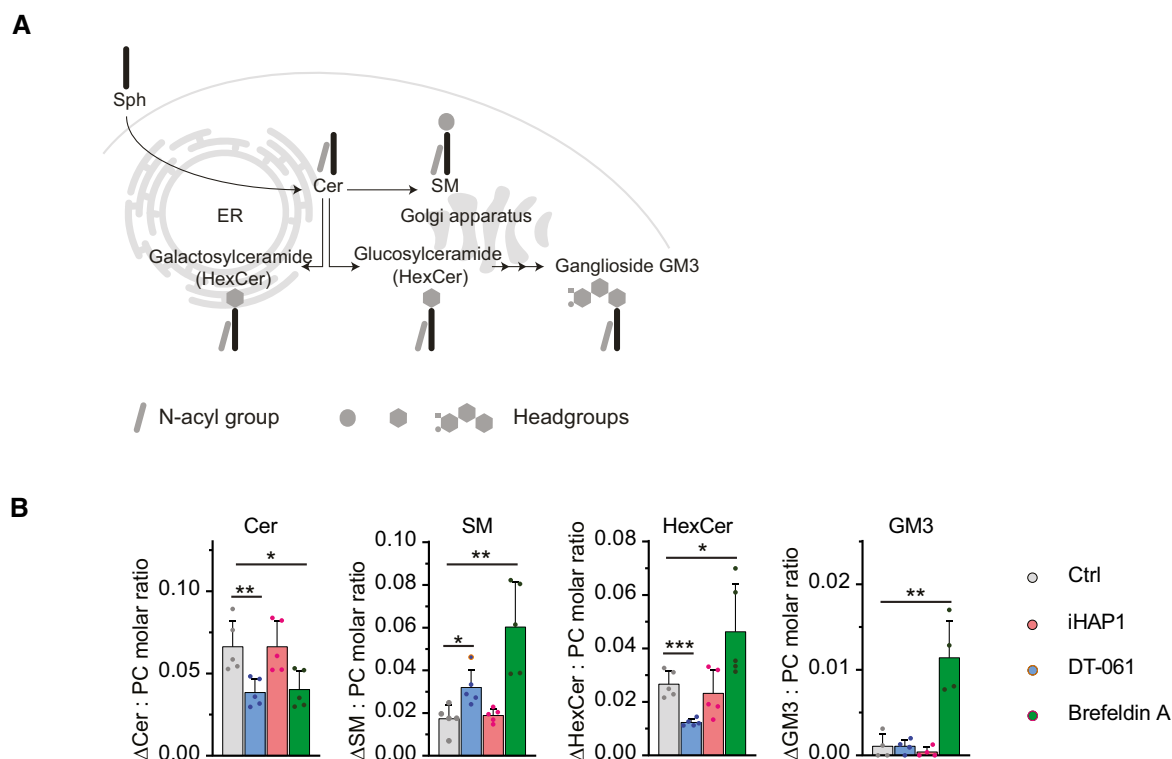 A
Sph
Cer
SM
ER
Golgi apparatus
Galactosylceramide
(HexCer)
Glucosylceramide
(HexCer)
Ganglioside GM3
N-acyl group
Headgroups
B
Cer
ΔCer : PC molar ratio
0.10
0.05
0.00
**
*
SM
ΔSM : PC molar ratio
0.10
0.08
0.06
0.04
0.02
0.00
*
**
HexCer
ΔHexCer : PC molar ratio
0.08
0.06
0.04
0.02
0.00
***
*
GM3
ΔGM3 : PC molar ratio
0.02
0.01
0.00
**
Ctrl
iHAP1
DT-061
Brefeldin A